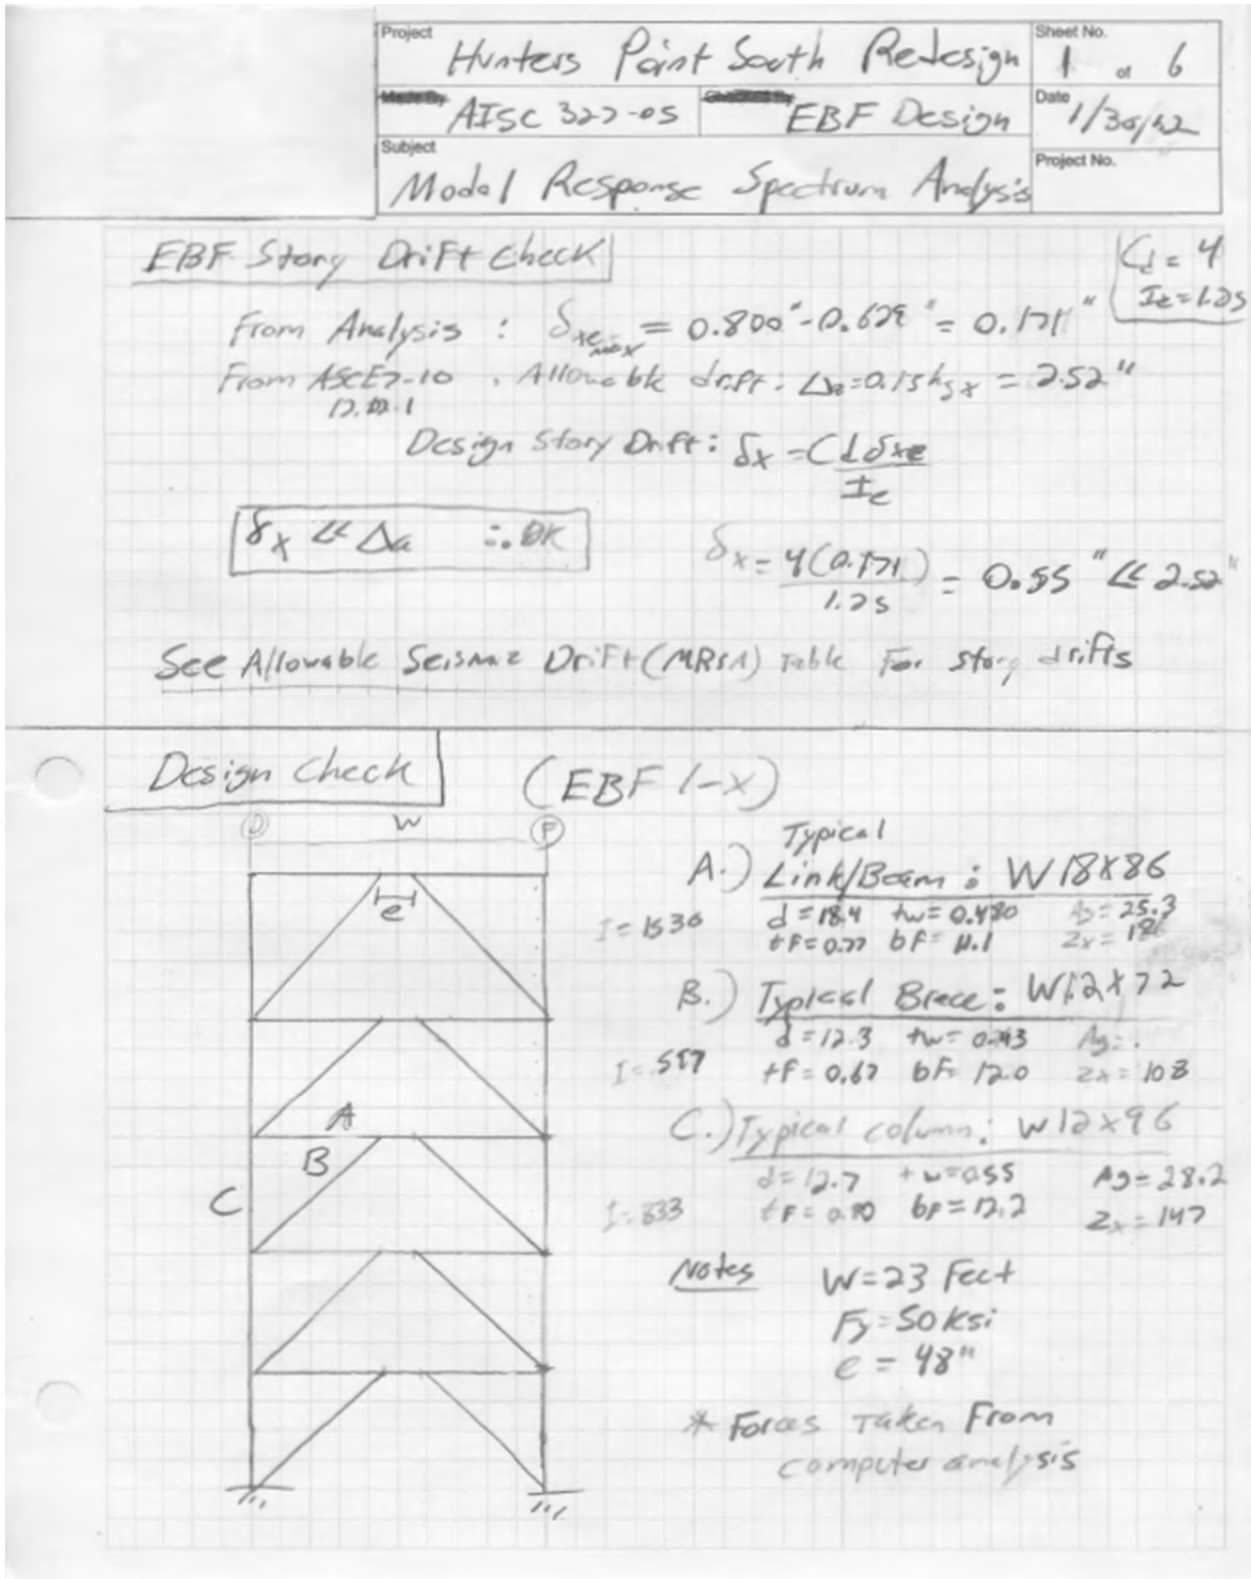 Project
Hunters Point South Redesign
Sheet No.
1 of 6
AISC 327-05
EBF Design
Date
1/30/12
Subject
Modal Response Spectrum Analysis
Project No.
EBF Story Drift Check
Cd = 4
Ie = 1.25
From Analysis : δxe max = 0.800" - 0.629" = 0.171"
From ASCE7-10 , Allowable drift: Δa = 0.15hsx = 2.52"
12.12.1
Design Story Drift: δx = Cd δxe / Ie
δx << Δa ∴ OK
δx = 4(0.171) / 1.25 = 0.55" << 2.52"
See Allowable Seismic Drift (MRSA) Table For story drifts
Design Check
(EBF 1-X)
D W F
e
A
B
C
Typical
A.) Link/Beam : W18X86
I = 1530 d = 18.4 tw = 0.480 Ag = 25.3
tF = 0.77 bF = 11.1 Zx = 186
B.) Typical Brace: W12X72
d = 12.3 tw = 0.43 Ag =
I = 597 tF = 0.67 bF = 12.0 Zx = 108
C.) Typical column: W12x96
d = 12.7 tw = 0.55 Ag = 28.2
I = 833 tF = 0.90 bF = 12.2 Zx = 147
Notes
W = 23 Feet
Fy = 50 ksi
e = 48"
* Forces Taken From
computer analysis